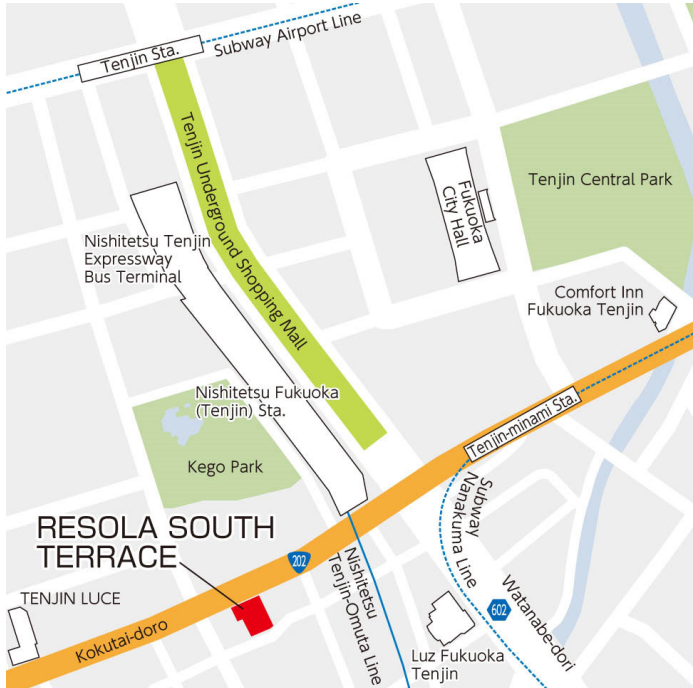 Tenjin Sta.
Subway Airport Line
Tenjin Underground Shopping Mall
Fukuoka
City Hall
Tenjin Central Park
Nishitetsu Tenjin
Expressway
Bus Terminal
Comfort Inn
Fukuoka Tenjin
Nishitetsu Fukuoka
(Tenjin) Sta.
Tenjin-minami Sta.
Kego Park
Subway
Nanakuma Line
RESOLA SOUTH
TERRACE
202
Nishitetsu
Tenjin-Omuta Line
TENJIN LUCE
602
Watanabe-dori
Kokutai-doro
Luz Fukuoka
Tenjin